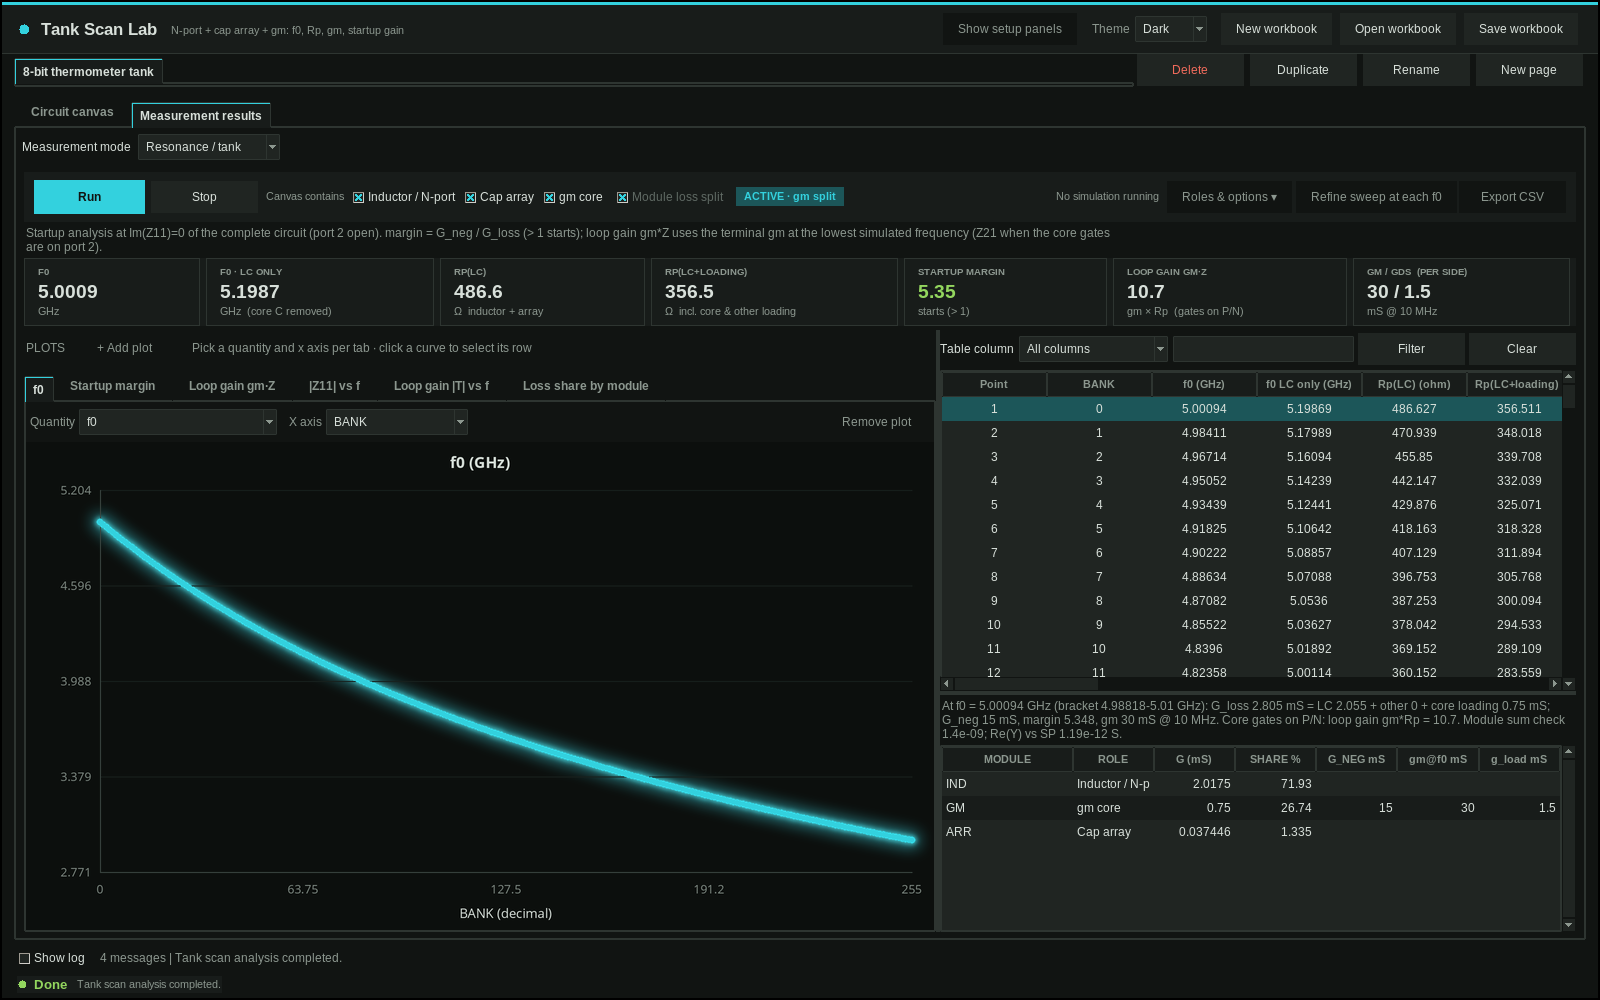 Tank Scan Lab N-port + cap array + gm: f0, Rp, gm, startup gain Show setup panels Theme Dark New workbook Open workbook Save workbook
8-bit thermometer tank Delete Duplicate Rename New page
Circuit canvas Measurement results
Measurement mode Resonance / tank
Run Stop Canvas contains Inductor / N-port Cap array gm core Module loss split ACTIVE · gm split No simulation running Roles & options ▾ Refine sweep at each f0 Export CSV
Startup analysis at Im(Z11)=0 of the complete circuit (port 2 open). margin = G_neg / G_loss (> 1 starts); loop gain gm*Z uses the terminal gm at the lowest simulated frequency (Z21 when the core gates
are on port 2).
F0 F0 · LC ONLY RP(LC) RP(LC+LOADING) STARTUP MARGIN LOOP GAIN GM·Z GM / GDS (PER SIDE)
5.0009 5.1987 486.6 356.5 5.35 10.7 30 / 1.5
GHz GHz (core C removed) Ω inductor + array Ω incl. core & other loading starts (> 1) gm × Rp (gates on P/N) mS @ 10 MHz
PLOTS + Add plot Pick a quantity and x axis per tab · click a curve to select its row
f0 Startup margin Loop gain gm·Z |Z11| vs f Loop gain |T| vs f Loss share by module
Quantity f0 X axis BANK Remove plot
f0 (GHz)
5.204
4.596
3.988
3.379
2.771
0 63.75 127.5 191.2 255
BANK (decimal)
Table column All columns Filter Clear
Point BANK f0 (GHz) f0 LC only (GHz) Rp(LC) (ohm) Rp(LC+loading)
1 0 5.00094 5.19869 486.627 356.511
2 1 4.98411 5.17989 470.939 348.018
3 2 4.96714 5.16094 455.85 339.708
4 3 4.95052 5.14239 442.147 332.039
5 4 4.93439 5.12441 429.876 325.071
6 5 4.91825 5.10642 418.163 318.328
7 6 4.90222 5.08857 407.129 311.894
8 7 4.88634 5.07088 396.753 305.768
9 8 4.87082 5.0536 387.253 300.094
10 9 4.85522 5.03627 378.042 294.533
11 10 4.8396 5.01892 369.152 289.109
12 11 4.82358 5.00114 360.152 283.559
At f0 = 5.00094 GHz (bracket 4.98818-5.01 GHz): G_loss 2.805 mS = LC 2.055 + other 0 + core loading 0.75 mS;
G_neg 15 mS, margin 5.348, gm 30 mS @ 10 MHz. Core gates on P/N: loop gain gm*Rp = 10.7. Module sum check
1.4e-09; Re(Y) vs SP 1.19e-12 S.
MODULE ROLE G (mS) SHARE % G_NEG mS gm@f0 mS g_load mS
IND Inductor / N-p 2.0175 71.93
GM gm core 0.75 26.74 15 30 1.5
ARR Cap array 0.037446 1.335
Show log 4 messages | Tank scan analysis completed.
Done Tank scan analysis completed.